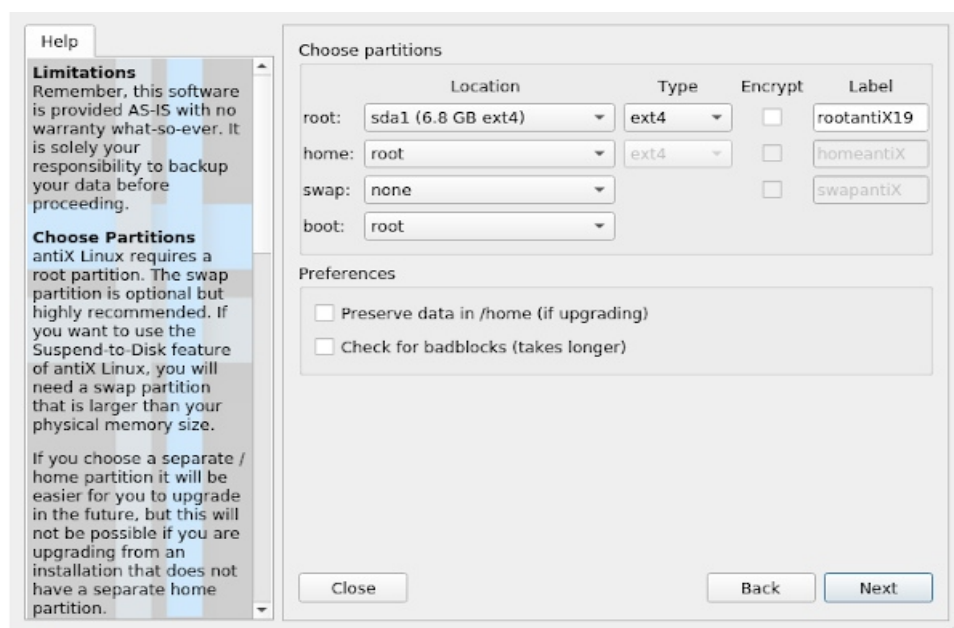 Help
Limitations
Remember, this software
is provided AS-IS with no
warranty what-so-ever. It
is solely your
responsibility to backup
your data before
proceeding.
Choose Partitions
antiX Linux requires a
root partition. The swap
partition is optional but
highly recommended. If
you want to use the
Suspend-to-Disk feature
of antiX Linux, you will
need a swap partition
that is larger than your
physical memory size.
If you choose a separate /
home partition it will be
easier for you to upgrade
in the future, but this will
not be possible if you are
upgrading from an
installation that does not
have a separate home
partition.
Choose partitions
Location Type Encrypt Label
root: sda1 (6.8 GB ext4) ext4 rootantiX19
home: root ext4 homeantiX
swap: none swapantiX
boot: root
Preferences
Preserve data in /home (if upgrading)
Check for badblocks (takes longer)
Close Back Next